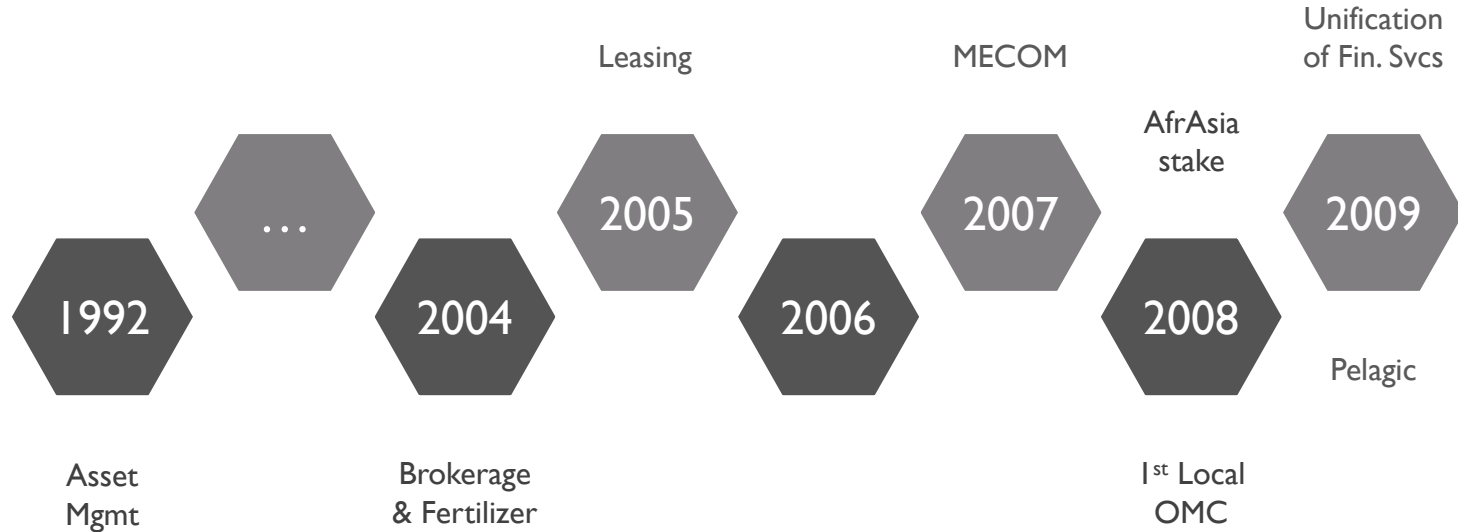 1992
Asset
Mgmt
...
2004
Brokerage
& Fertilizer
Leasing
2005
2006
MECOM
2007
AfrAsia
stake
2008
1st Local
OMC
Unification
of Fin. Svcs
2009
Pelagic